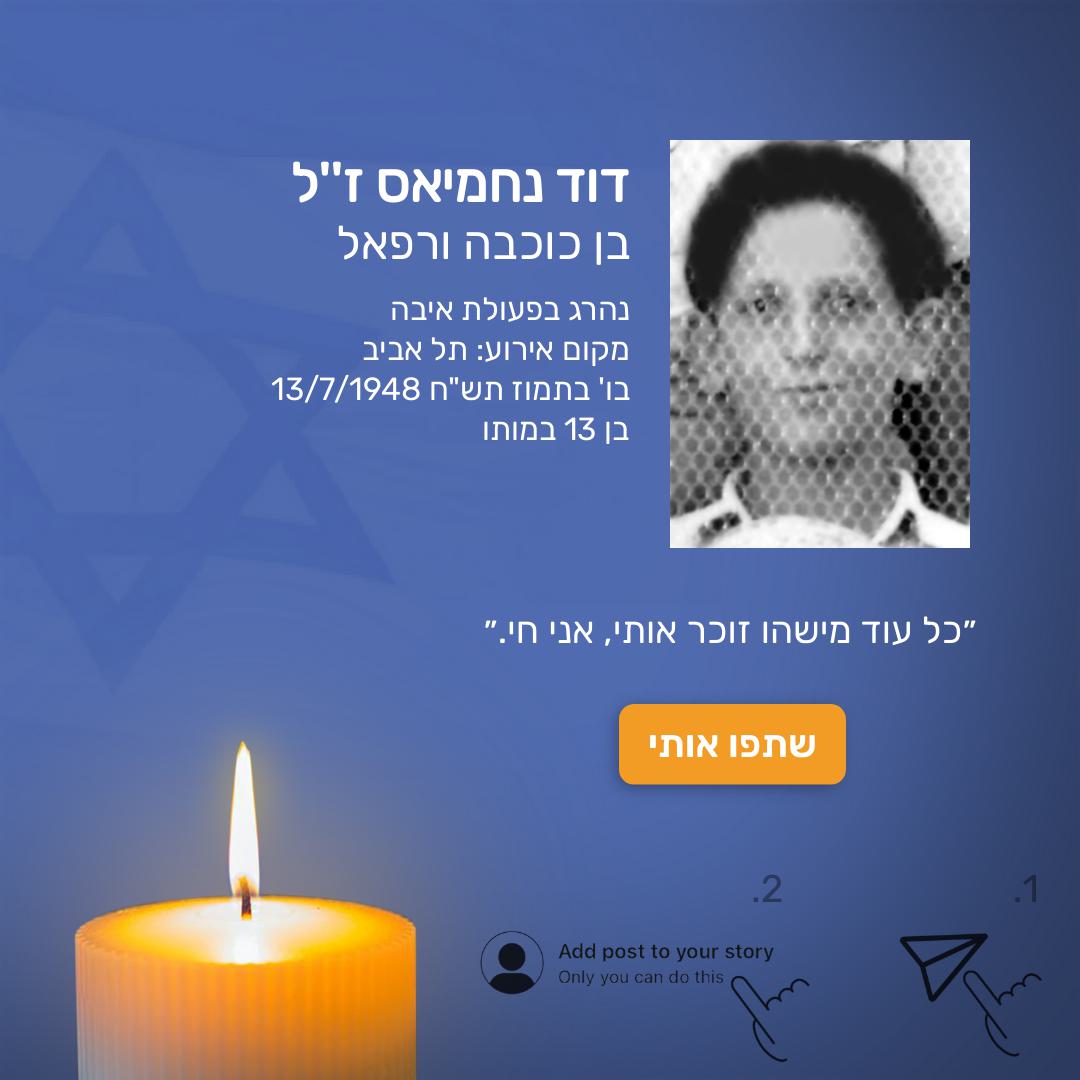 דוד נחמיאס ז"ל
בן כוכבה ורפאל
נהרג בפעולת איבה
מקום אירוע: תל אביב
בו' בתמוז תש"ח 13/7/1948
בן 13 במותו
״כל עוד מישהו זוכר אותי, אני חי.״
שתפו אותי
1.
2.
Add post to your story
Only you can do this